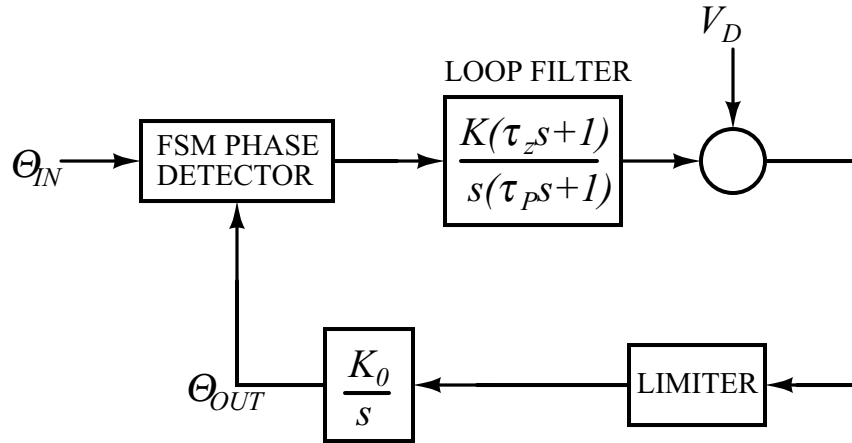 V_D
LOOP FILTER
K(τ_z s+1)
s(τ_P s+1)
FSM PHASE
DETECTOR
Θ_IN
K_0
s
Θ_OUT
LIMITER